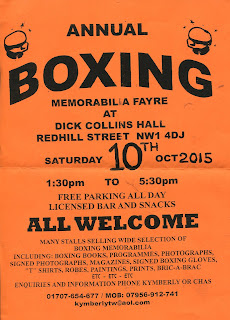 ANNUAL
BOXING
MEMORABILIA FAYRE
AT
DICK COLLINS HALL
REDHILL STREET NW1 4DJ
SATURDAY 10TH OCT 2015
1:30pm TO 5:30pm
FREE PARKING ALL DAY
LICENSED BAR AND SNACKS
ALL WELCOME
MANY STALLS SELLING WIDE SELECTION OF
BOXING MEMORABILIA
INCLUDING: BOXING BOOKS, PROGRAMMES, PHOTOGRAPHS,
SIGNED PHOTOGRAPHS, MAGAZINES, SIGNED BOXING GLOVES,
"T" SHIRTS, ROBES, PAINTINGS, PRINTS, BRIC-A-BRAC
ETC - ETC - ETC
ENQUIRIES AND INFORMATION PHONE KYMBERLY OR CHAS
01707-654-677 / MOB: 07956-912-741
kymberlytw@aol.com